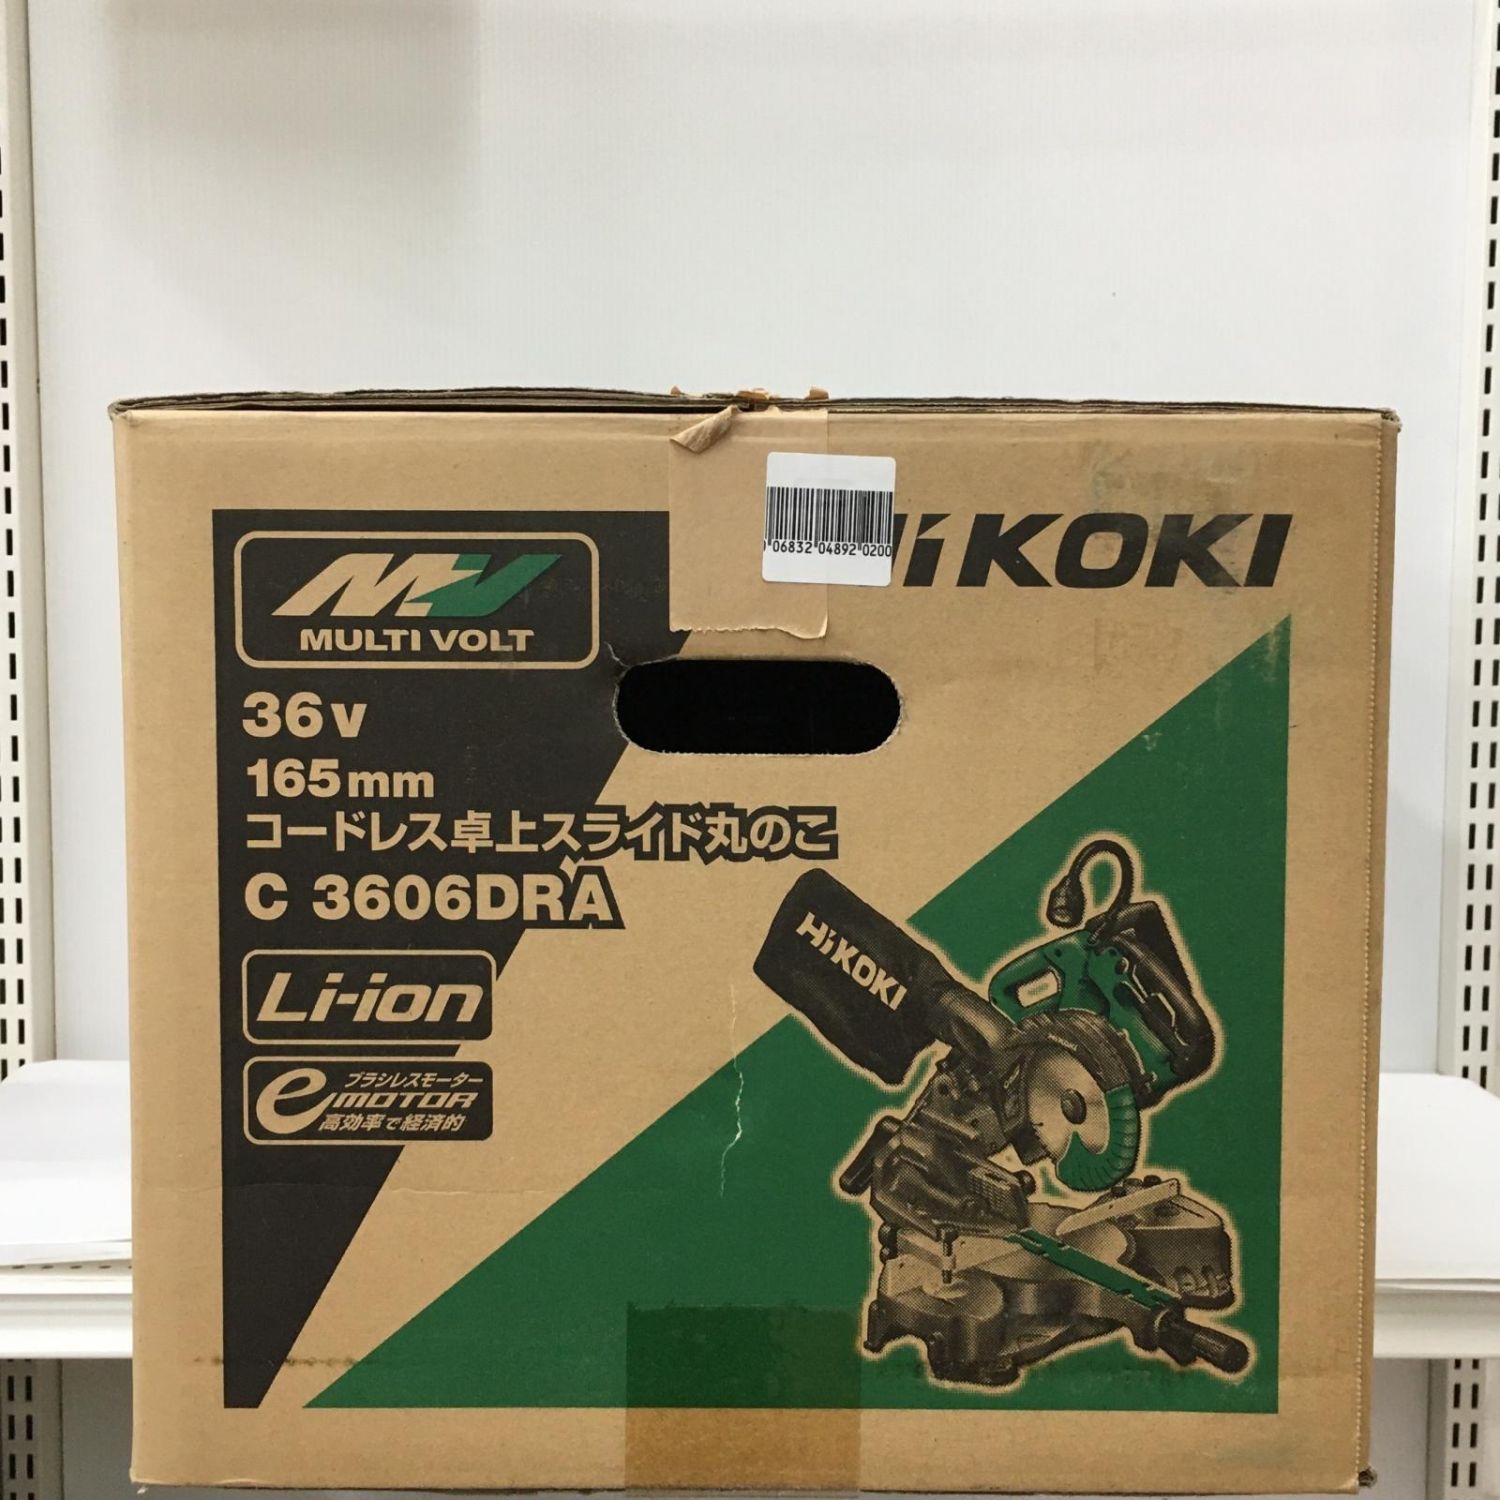 MV
MULTI VOLT
HiKOKI
06832 04892 0200
36V
165mm
コードレス卓上スライド丸のこ
C 3606DRA
Li-ion
ブラシレスモーター
e MOTOR
高効率で経済的
HiKOKI